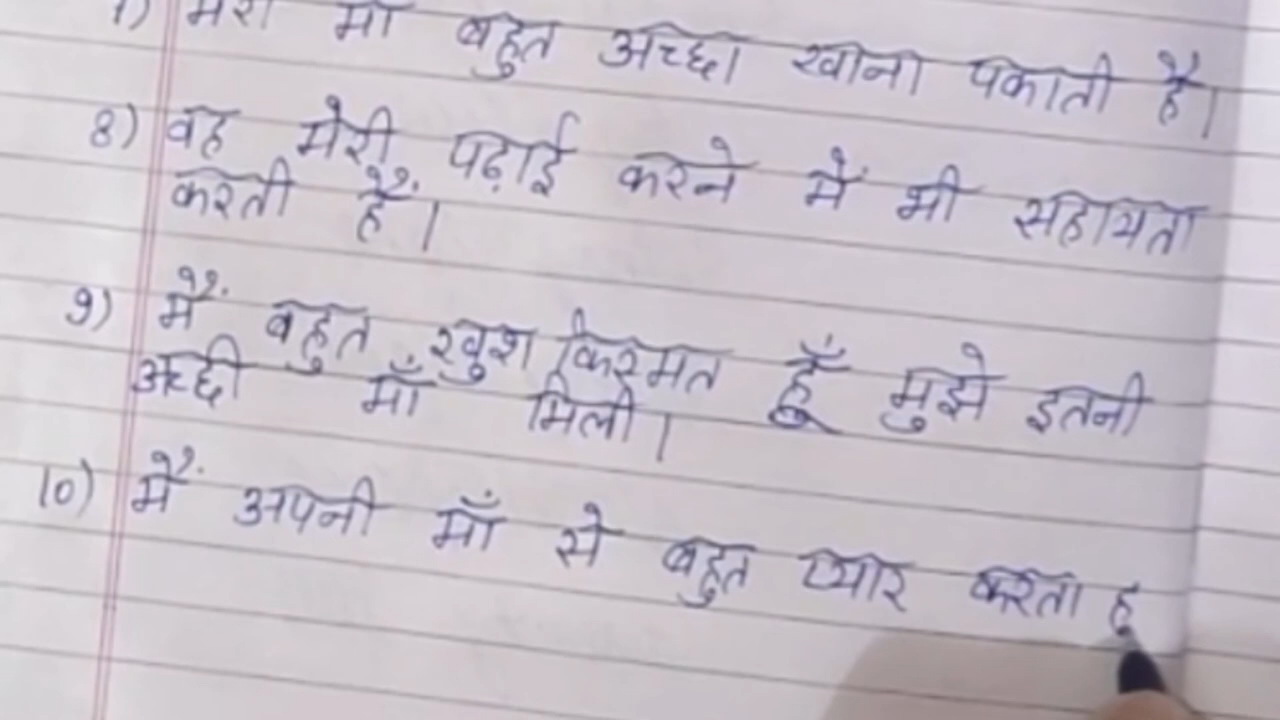 7) मेरी माँ बहुत अच्छा खाना पकाती है।
8) वह मेरी पढ़ाई करने में भी सहायता
करती हैं।
9) मैं बहुत खुश किस्मत हूँ मुझे इतनी
अच्छी माँ मिली।
10) मैं अपनी माँ से बहुत प्यार करता हू